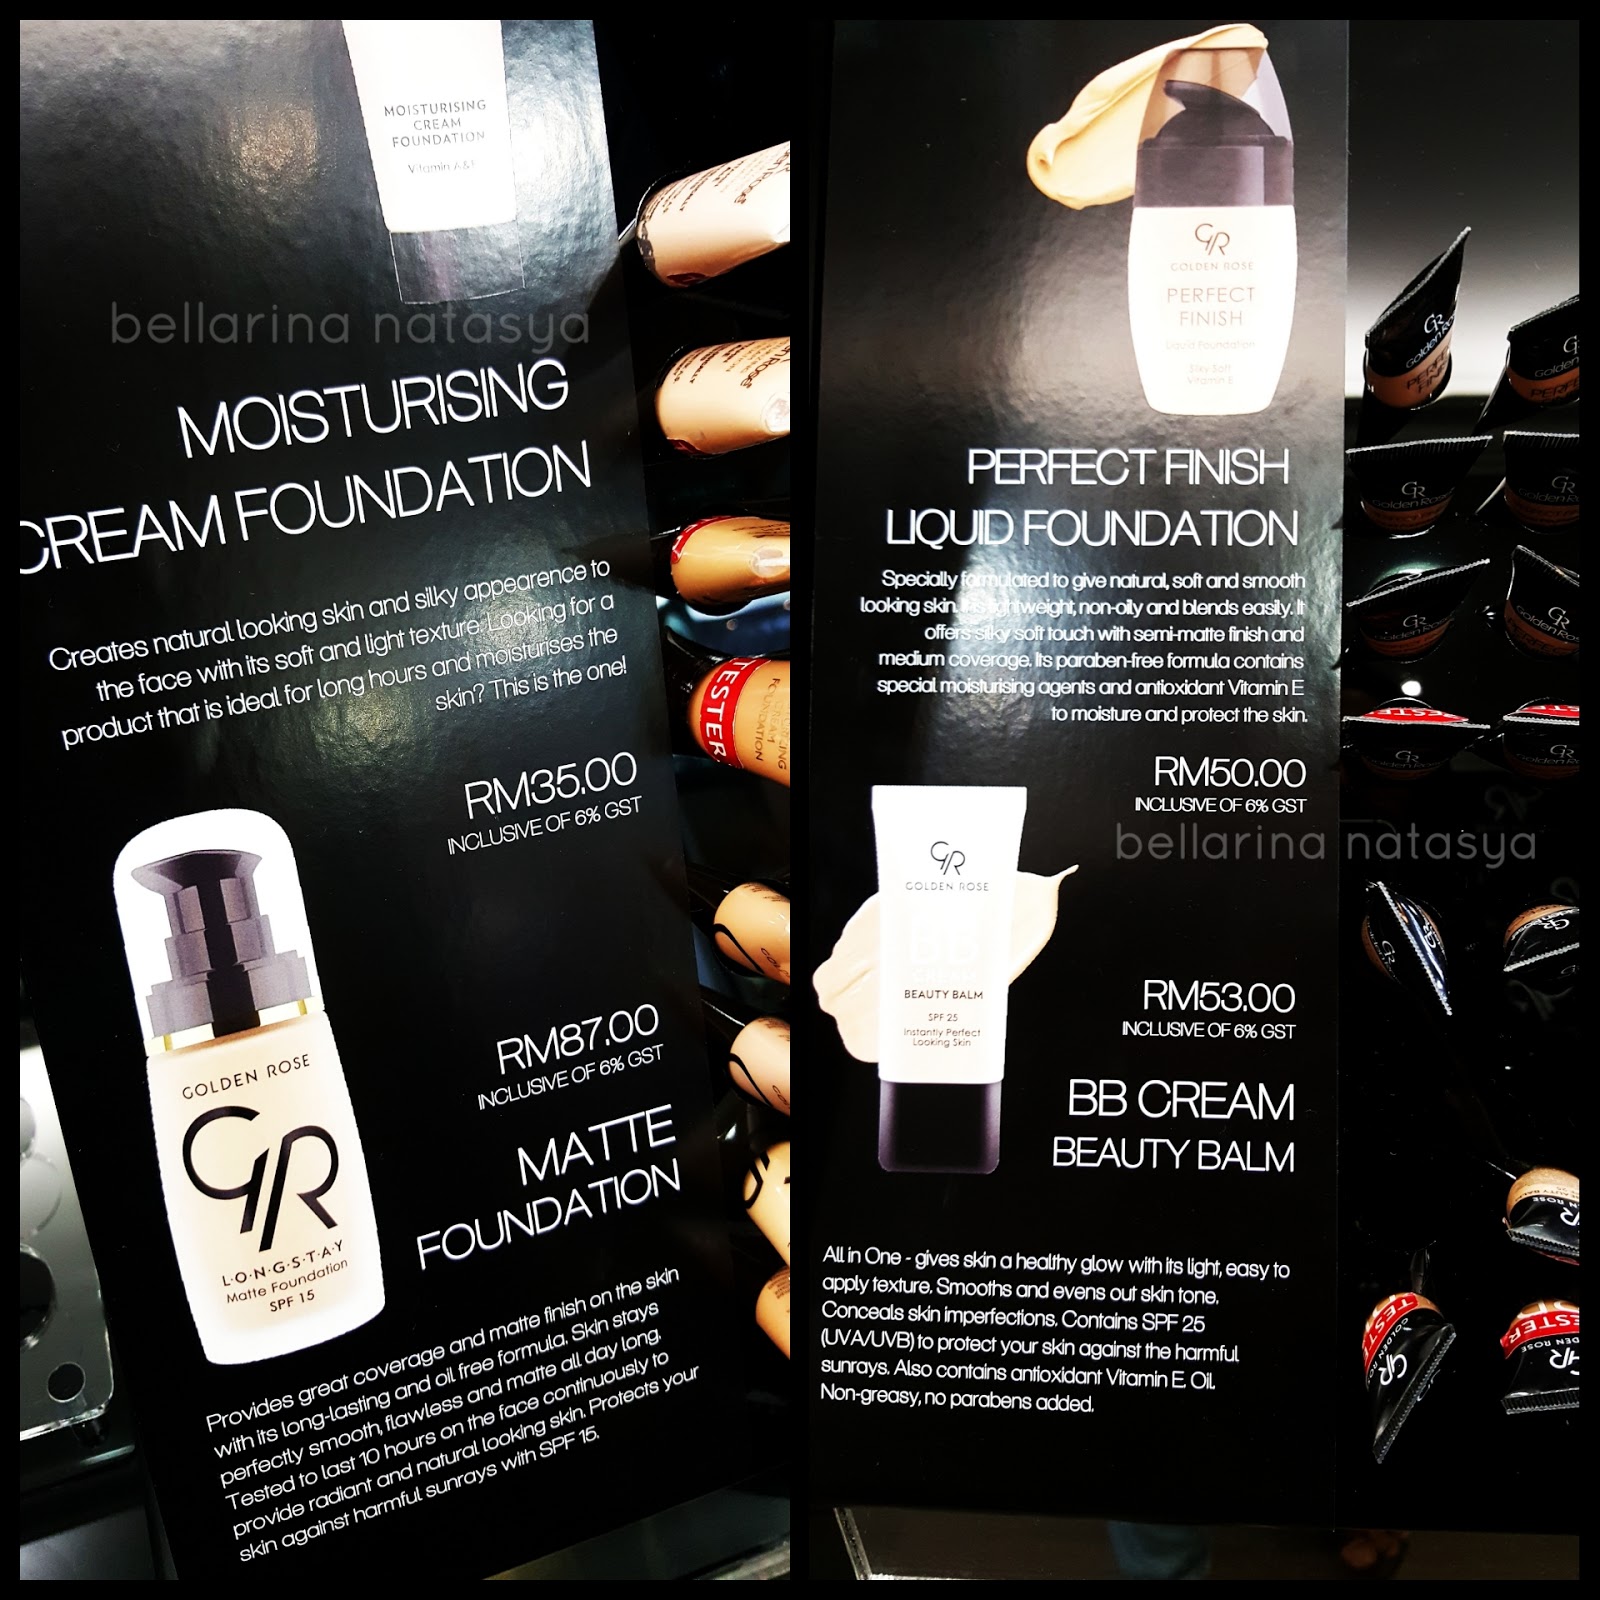 MOISTURISING
CREAM
FOUNDATION
Vitamin A&E
bellarina natasya
MOISTURISING
CREAM FOUNDATION
Creates natural looking skin and silky appearence to
the face with its soft and light texture. Looking for a
product that is ideal for long hours and moisturises the
skin? This is the one!
RM35.00
INCLUSIVE OF 6% GST
RM87.00
INCLUSIVE OF 6% GST
MATTE
FOUNDATION
GOLDEN ROSE
GR
L·O·N·G·S·T·A·Y
Matte Foundation
SPF 15
Provides great coverage and matte finish on the skin
with its long-lasting and oil free formula. Skin stays
perfectly smooth, flawless and matte all day long.
Tested to last 10 hours on the face continuously to
provide radiant and natural looking skin. Protects your
skin against harmful sunrays with SPF 15.
TESTER
FOUNDATION
GR
GOLDEN ROSE
PERFECT
FINISH
Liquid Foundation
Silky Soft
Vitamin E
PERFECT FINISH
LIQUID FOUNDATION
Specially formulated to give natural, soft and smooth
looking skin. It is lightweight, non-oily and blends easily. It
offers silky soft touch with semi-matte finish and
medium coverage. Its paraben-free formula contains
special moisturising agents and antioxidant Vitamin E
to moisture and protect the skin.
RM50.00
INCLUSIVE OF 6% GST
bellarina natasya
GR
GOLDEN ROSE
BB
CREAM
BEAUTY BALM
SPF 25
Instantly Perfect
Looking Skin
RM53.00
INCLUSIVE OF 6% GST
BB CREAM
BEAUTY BALM
All in One - gives skin a healthy glow with its light, easy to
apply texture. Smooths and evens out skin tone.
Conceals skin imperfections. Contains SPF 25
(UVA/UVB) to protect your skin against the harmful
sunrays. Also contains antioxidant Vitamin E. Oil.
Non-greasy, no parabens added.
GR
Golden Rose